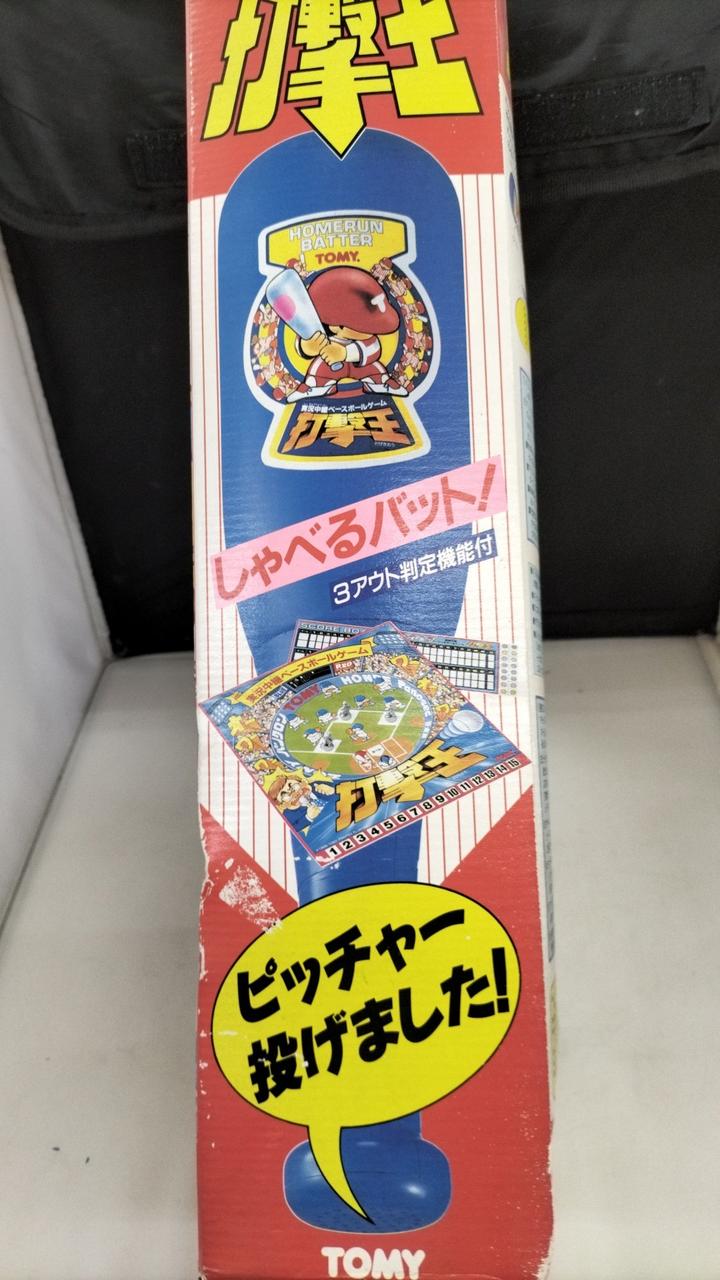 打撃王
HOMERUN
BATTER
TOMY.
T
実況中継ベースボールゲーム
打撃王
しゃべるバット!
3アウト判定機能付
SCORE BO
実況中継ベースボールゲーム
TOMY HOM
打撃王
1 2 3 4 5 6 7 8 9 10 11 12 13 14 15
ピッチャー
投げました!
TOMY